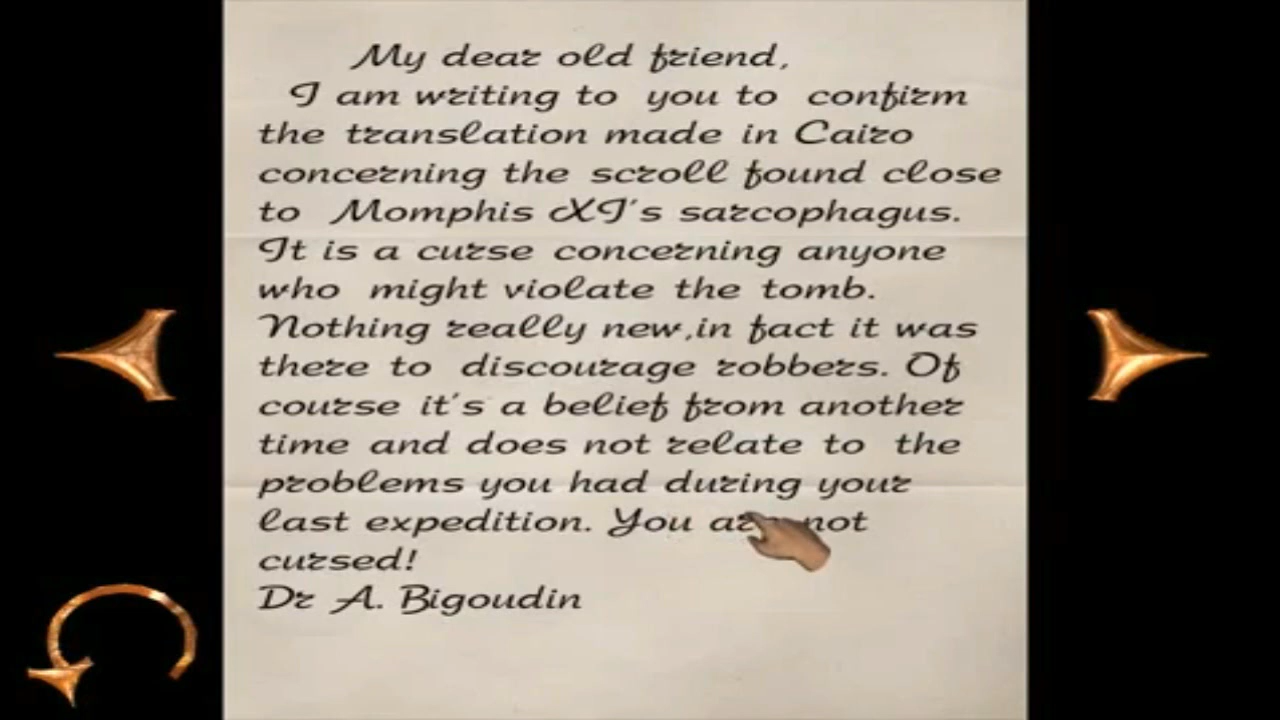 My dear old friend,
I am writing to you to confirm
the translation made in Cairo
concerning the scroll found close
to Momphis XI's sarcophagus.
It is a curse concerning anyone
who might violate the tomb.
Nothing really new,in fact it was
there to discourage robbers. Of
course it's a belief from another
time and does not relate to the
problems you had during your
last expedition. You are not
cursed!
Dr A. Bigoudin